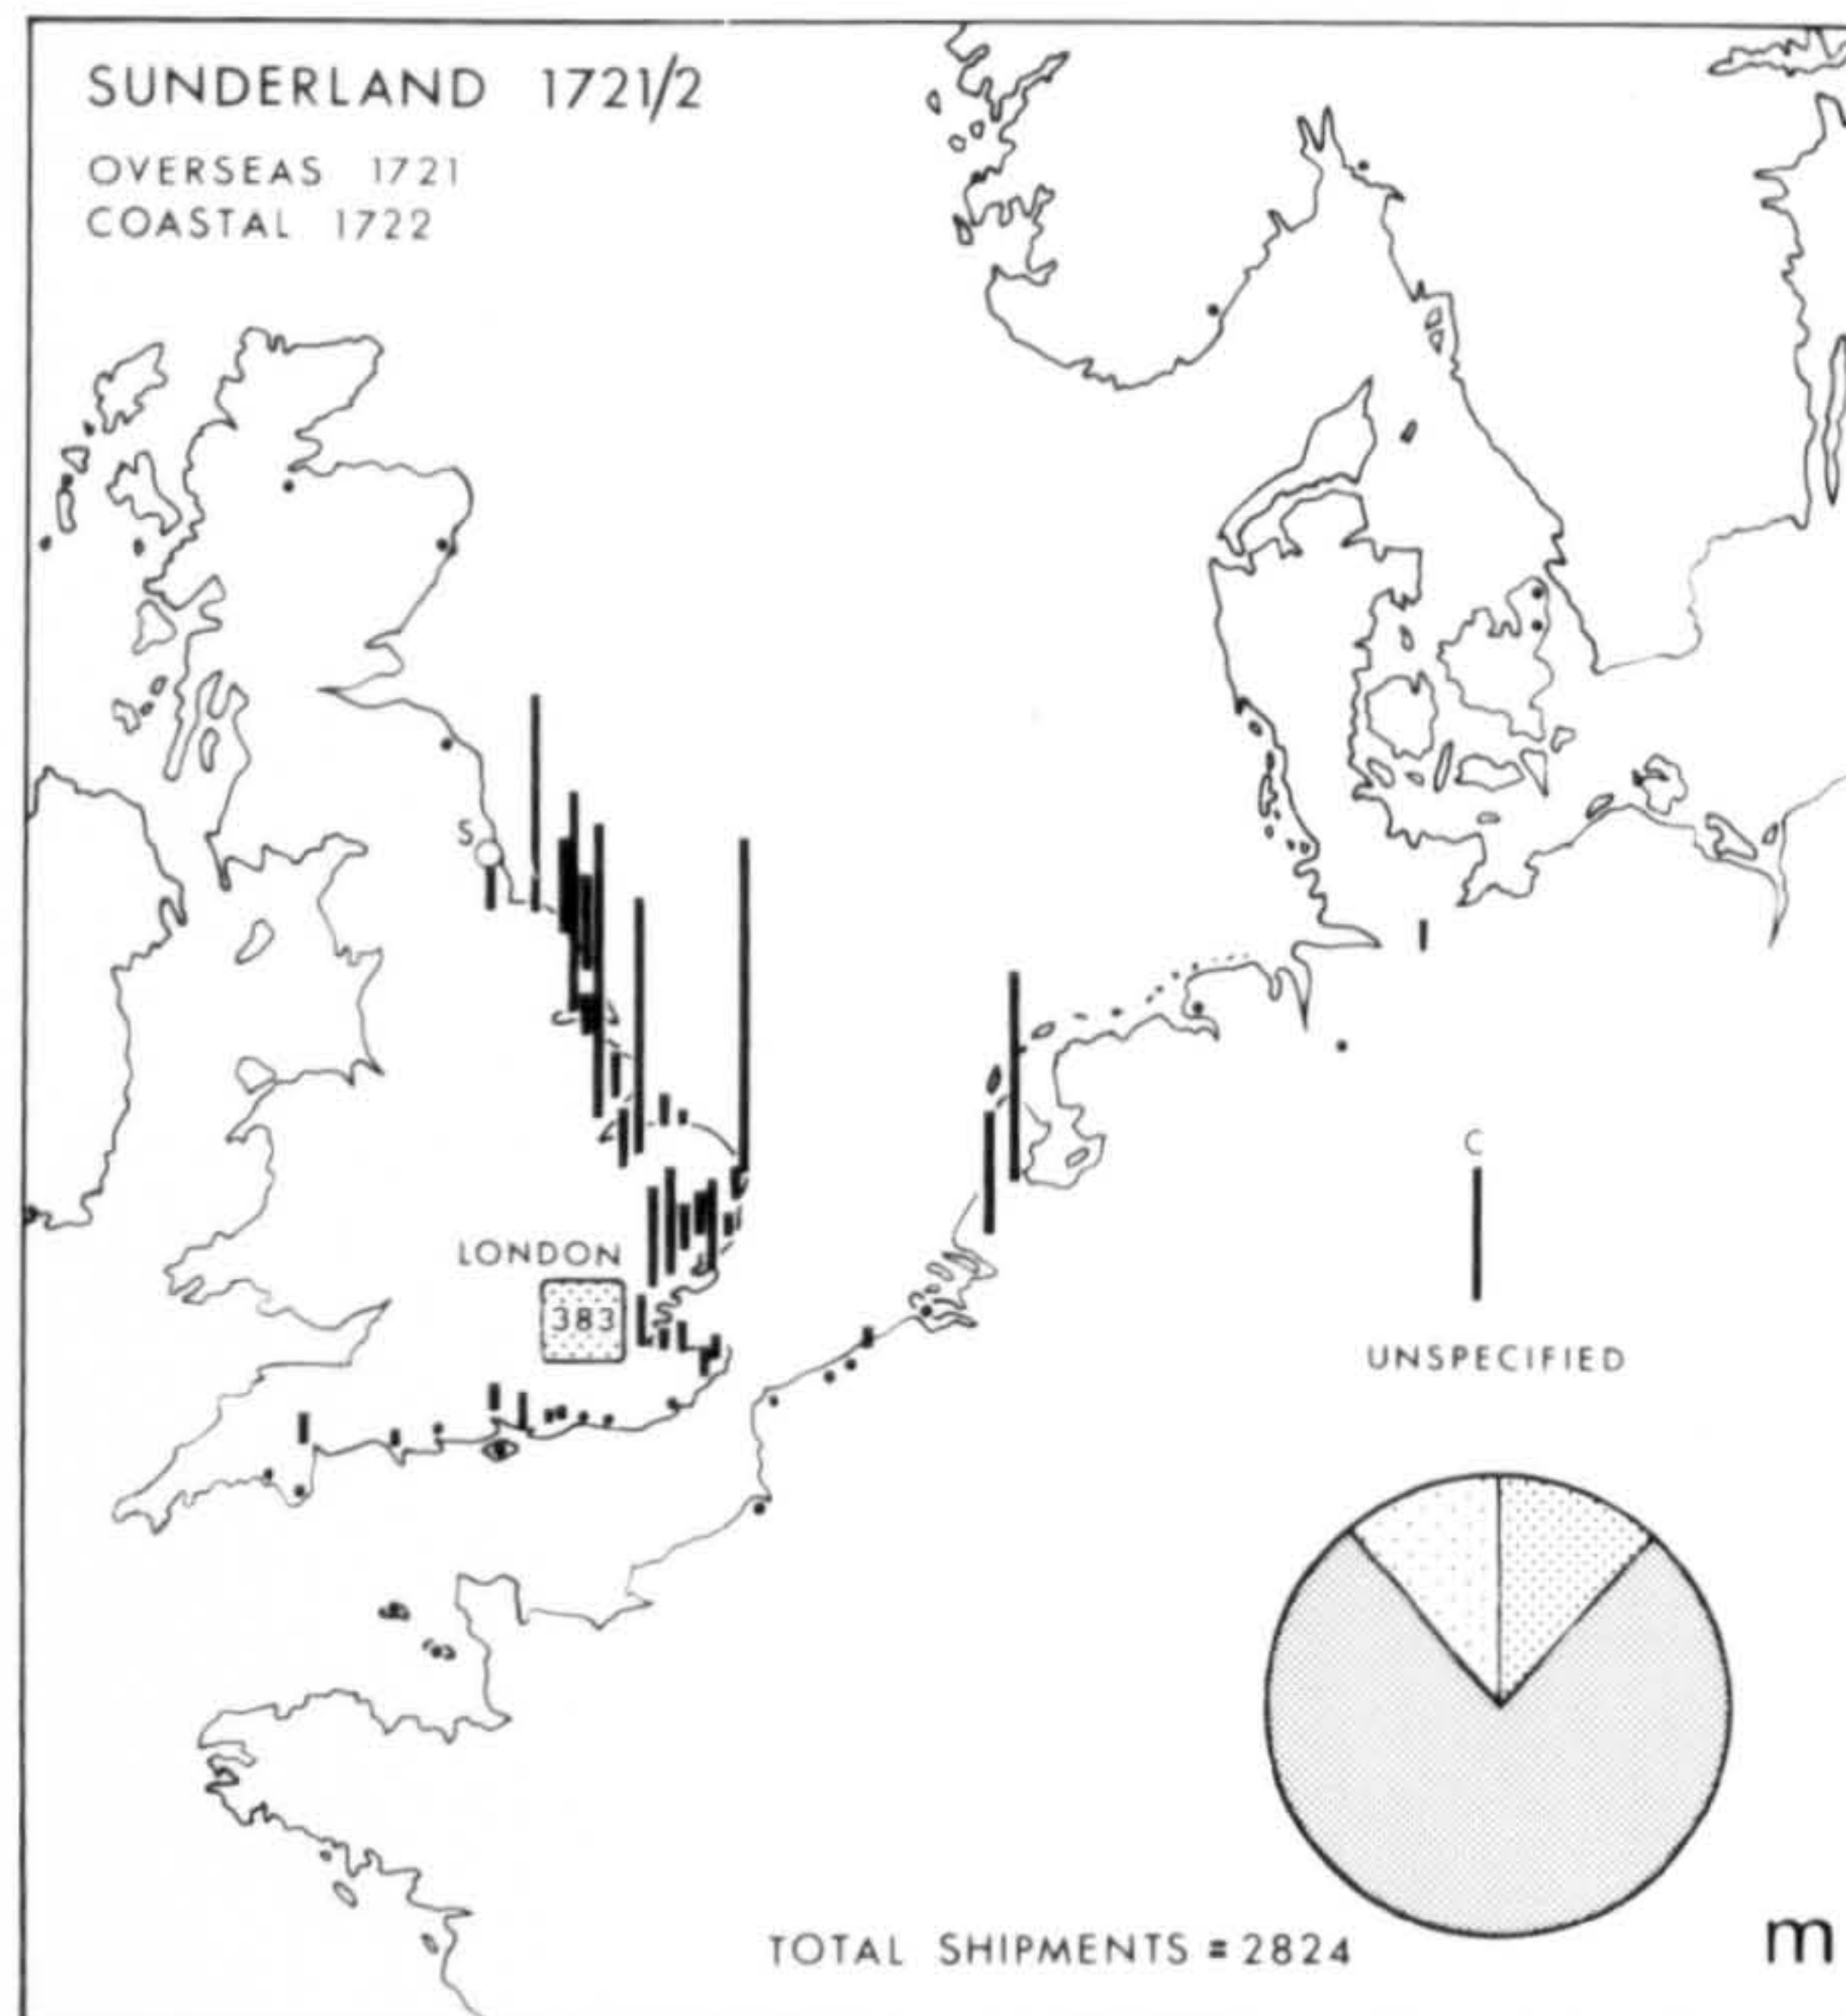 SUNDERLAND 1721/2
OVERSEAS 1721
COASTAL 1722
S
LONDON
383
C
UNSPECIFIED
TOTAL SHIPMENTS = 2824
m